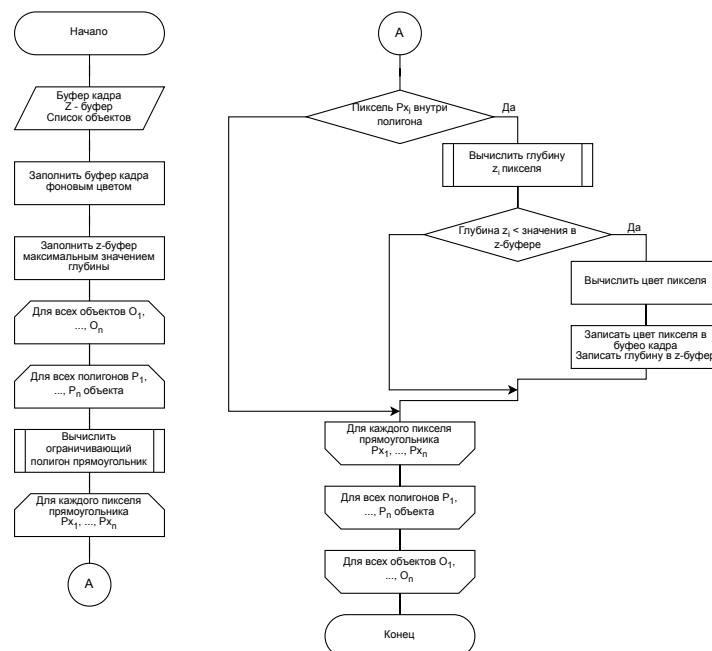 Начало
Буфер кадра
Z - буфер
Список объектов
Заполнить буфер кадра
фоновым цветом
Заполнить z-буфер
максимальным значением
глубины
Для всех объектов O₁,
..., Oₙ
Для всех полигонов P₁,
..., Pₙ объекта
Вычислить
ограничивающий
полигон прямоугольник
Для каждого пикселя
прямоугольника
Px₁, ..., Pxₙ
A
A
Пиксель Pxᵢ внутри
полигона
Да
Вычислить глубину
zᵢ пикселя
Глубина zᵢ < значения в
z-буфере
Да
Вычислить цвет пикселя
Записать цвет пикселя в
буфео кадра
Записать глубину в z-буфер
Для каждого пикселя
прямоугольника
Px₁, ..., Pxₙ
Для всех полигонов P₁,
..., Pₙ объекта
Для всех объектов O₁,
..., Oₙ
Конец